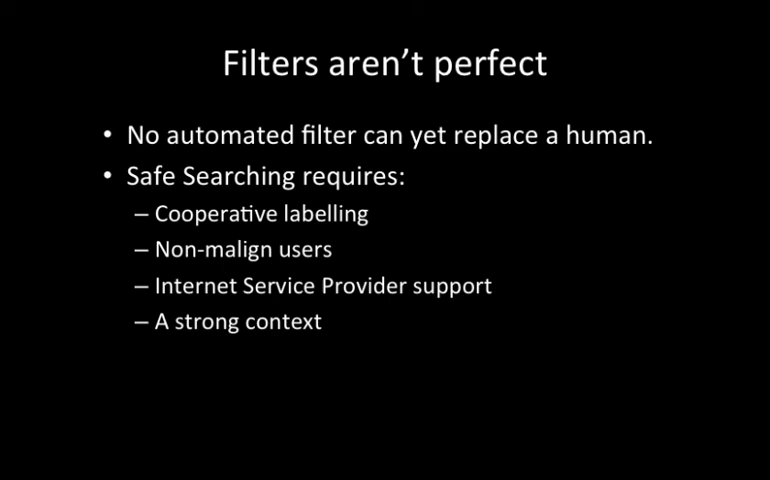 Filters aren’t perfect
• No automated filter can yet replace a human.
• Safe Searching requires:
– Cooperative labelling
– Non-malign users
– Internet Service Provider support
– A strong context